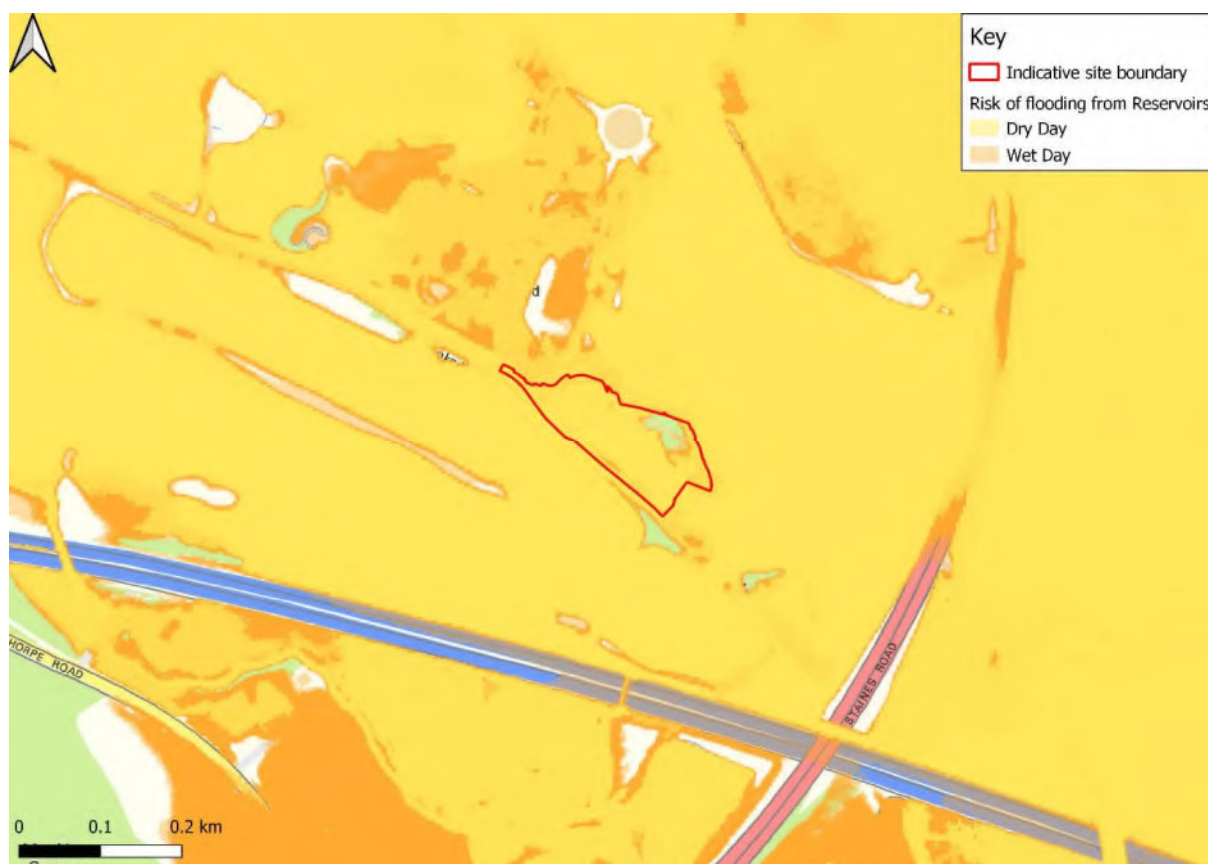 Key
Indicative site boundary
Risk of flooding from Reservoirs
Dry Day
Wet Day
d
STAINES ROAD
HORPE ROAD
0 0.1 0.2 km